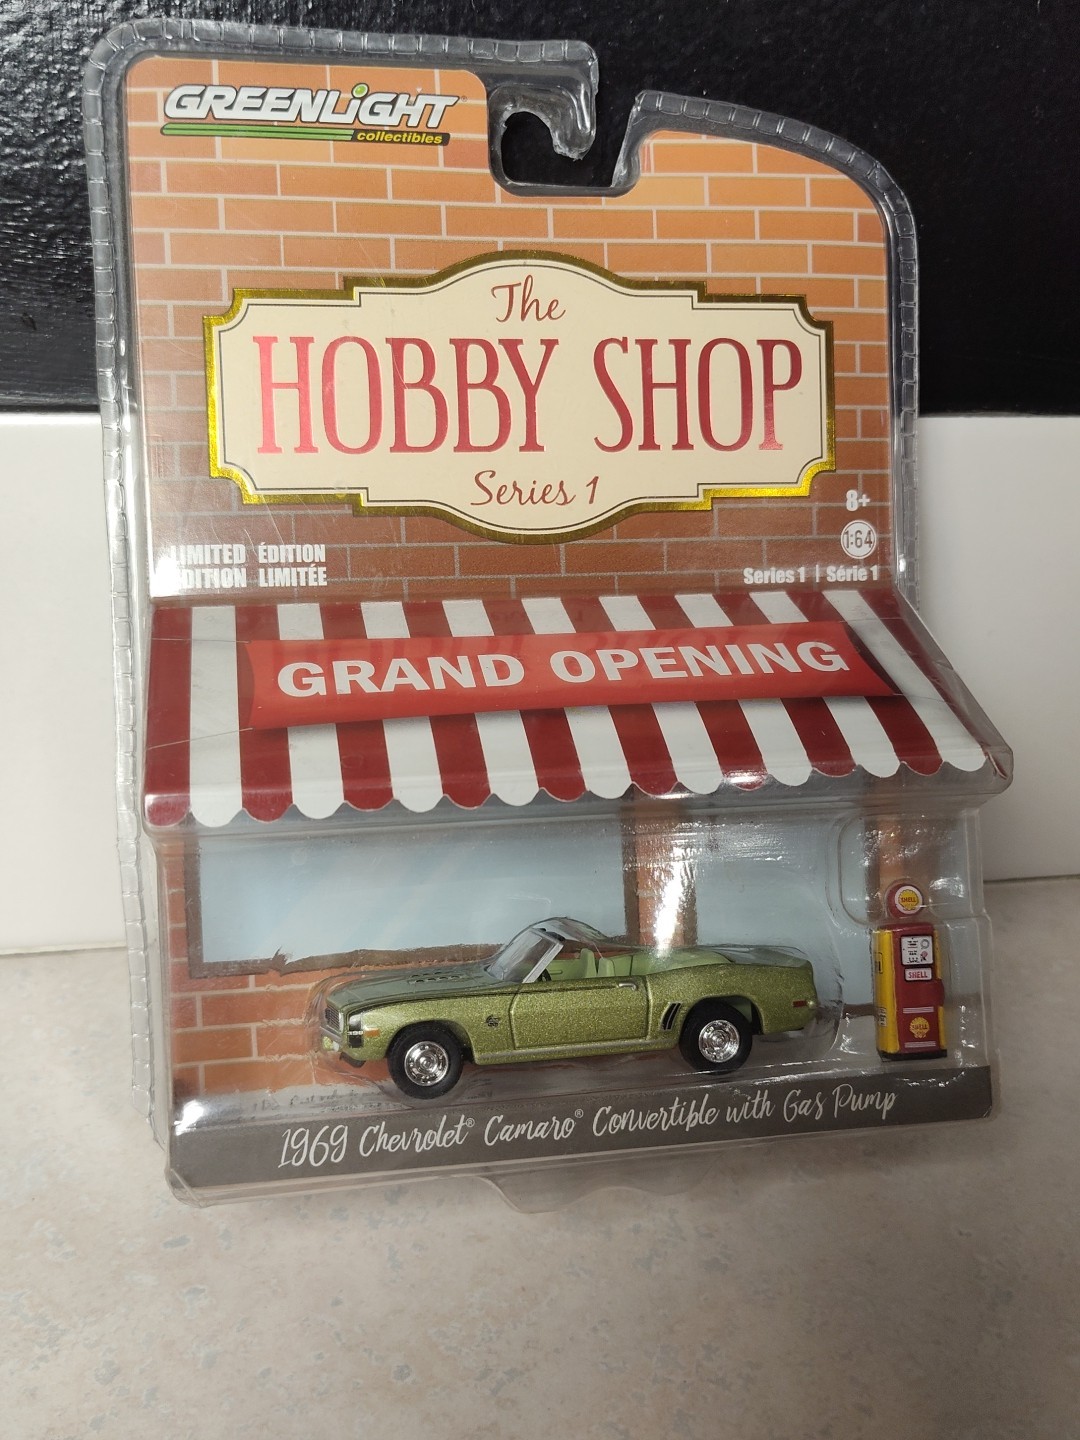 GREENLiGHT®
collectibles
The
HOBBY SHOP
Series 1
8+
1:64
LIMITED ÉDITION
ÉDITION LIMITÉE
Series 1 | Série 1
GRAND OPENING
SHELL
SHELL
SHELL
1969 Chevrolet® Camaro® Convertible with Gas Pump